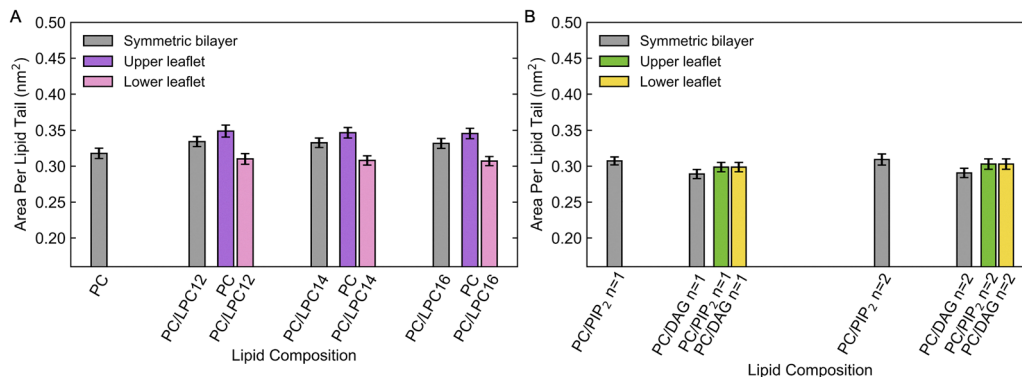 A
Area Per Lipid Tail (nm²)
0.50
0.45
0.40
0.35
0.30
0.25
0.20
Symmetric bilayer
Upper leaflet
Lower leaflet
PC
PC/LPC12
PC
PC/LPC12
PC/LPC14
PC
PC/LPC14
PC/LPC16
PC
PC/LPC16
Lipid Composition
B
Area Per Lipid Tail (nm²)
0.50
0.45
0.40
0.35
0.30
0.25
0.20
Symmetric bilayer
Upper leaflet
Lower leaflet
PC/PIP₂ n=1
PC/DAG n=1
PC/PIP₂ n=1
PC/DAG n=1
PC/PIP₂ n=2
PC/DAG n=2
PC/PIP₂ n=2
PC/DAG n=2
Lipid Composition